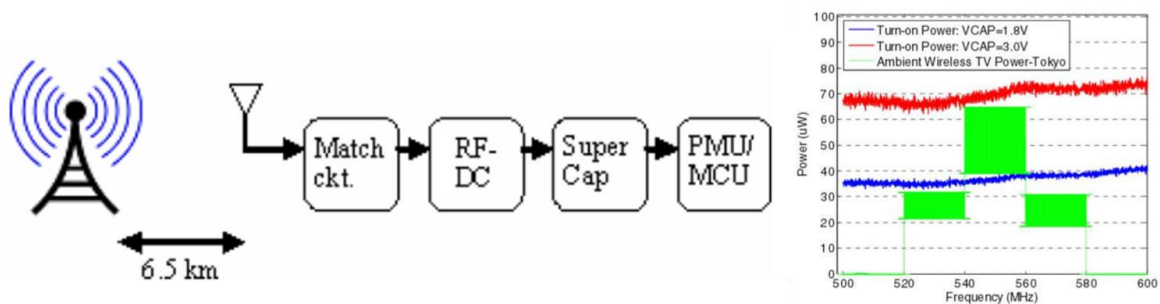 6.5 km
Match
ckt.
RF-
DC
Super
Cap
PMU/
MCU
Turn-on Power: VCAP=1.8V
Turn-on Power: VCAP=3.0V
Ambient Wireless TV Power-Tokyo
Power (uW)
100
90
80
70
60
50
40
30
20
10
0
500
520
540
560
580
600
Frequency (MHz)